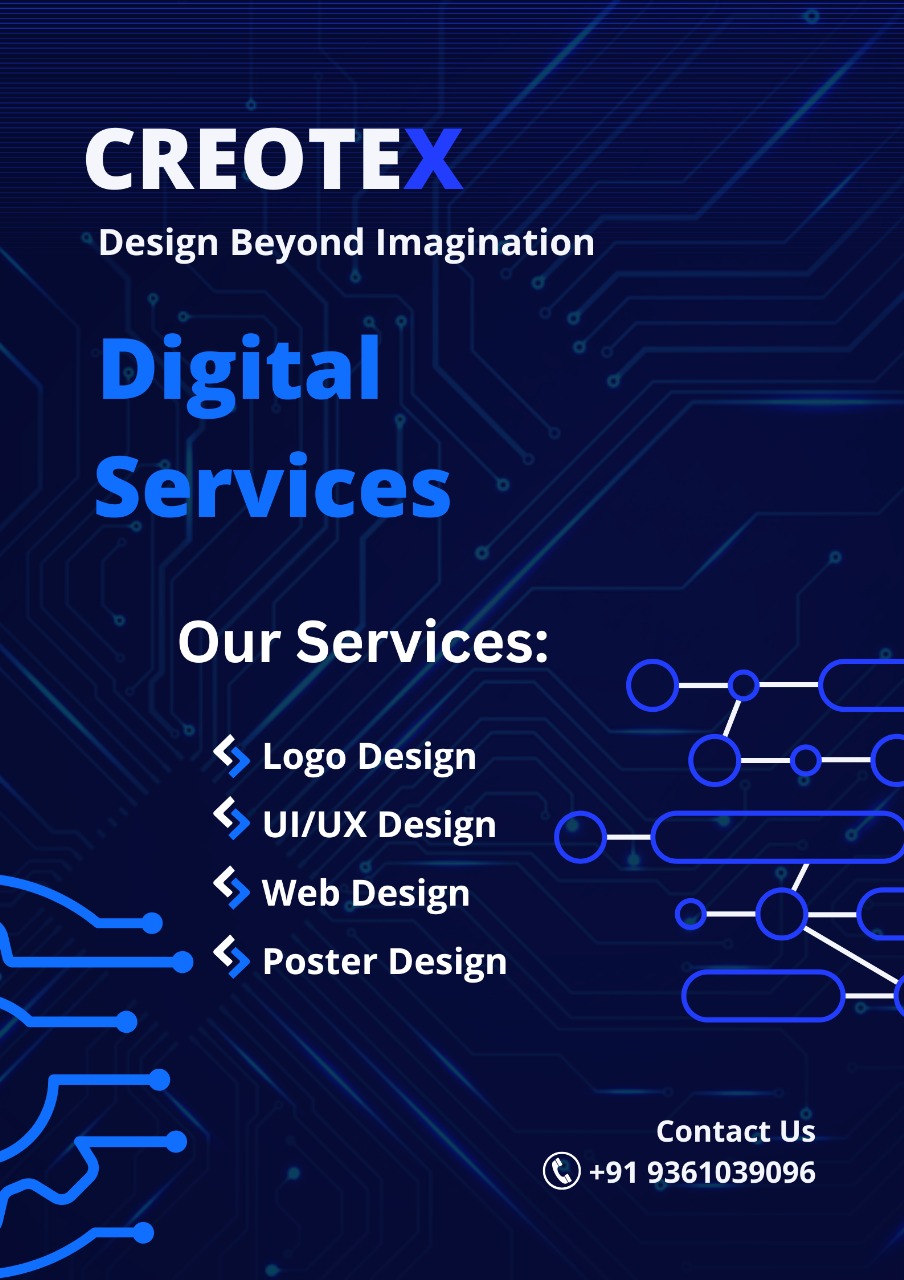 CREOTEX
Design Beyond Imagination
Digital
Services
Our Services:
Logo Design
UI/UX Design
Web Design
Poster Design
Contact Us
+91 9361039096